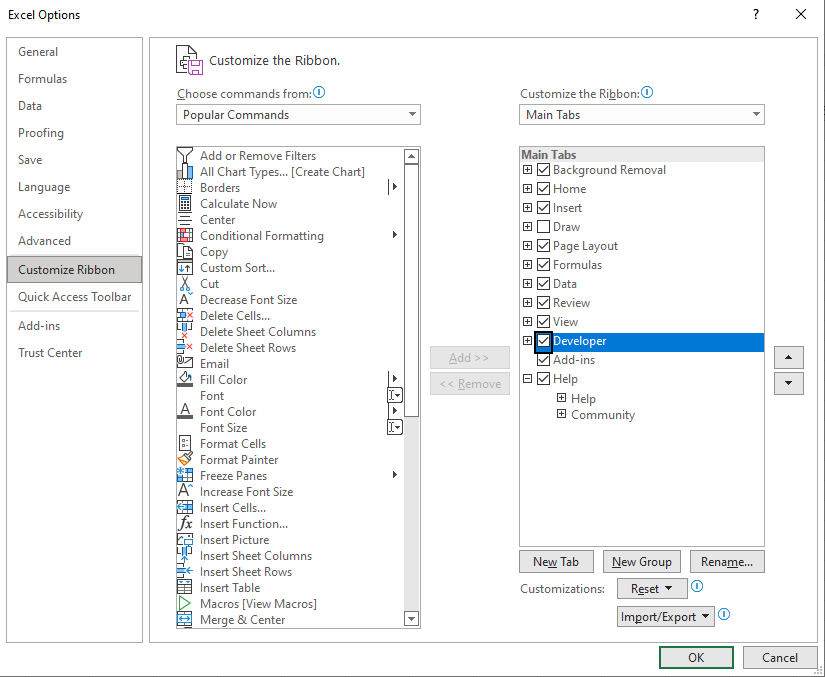 Excel Options
?
General
Formulas
Data
Proofing
Save
Language
Accessibility
Advanced
Customize Ribbon
Quick Access Toolbar
Add-ins
Trust Center
Customize the Ribbon.
Choose commands from:
Popular Commands
Add or Remove Filters
All Chart Types... [Create Chart]
Borders
Calculate Now
Center
Conditional Formatting
Copy
Custom Sort...
Cut
Decrease Font Size
Delete Cells...
Delete Sheet Columns
Delete Sheet Rows
Email
Fill Color
Font
Font Color
Font Size
Format Cells
Format Painter
Freeze Panes
Increase Font Size
Insert Cells...
Insert Function...
Insert Picture
Insert Sheet Columns
Insert Sheet Rows
Insert Table
Macros [View Macros]
Merge & Center
Add >>
<< Remove
Customize the Ribbon:
Main Tabs
Main Tabs
Background Removal
Home
Insert
Draw
Page Layout
Formulas
Data
Review
View
Developer
Add-ins
Help
Help
Community
New Tab
New Group
Rename...
Customizations:
Reset
Import/Export
OK
Cancel